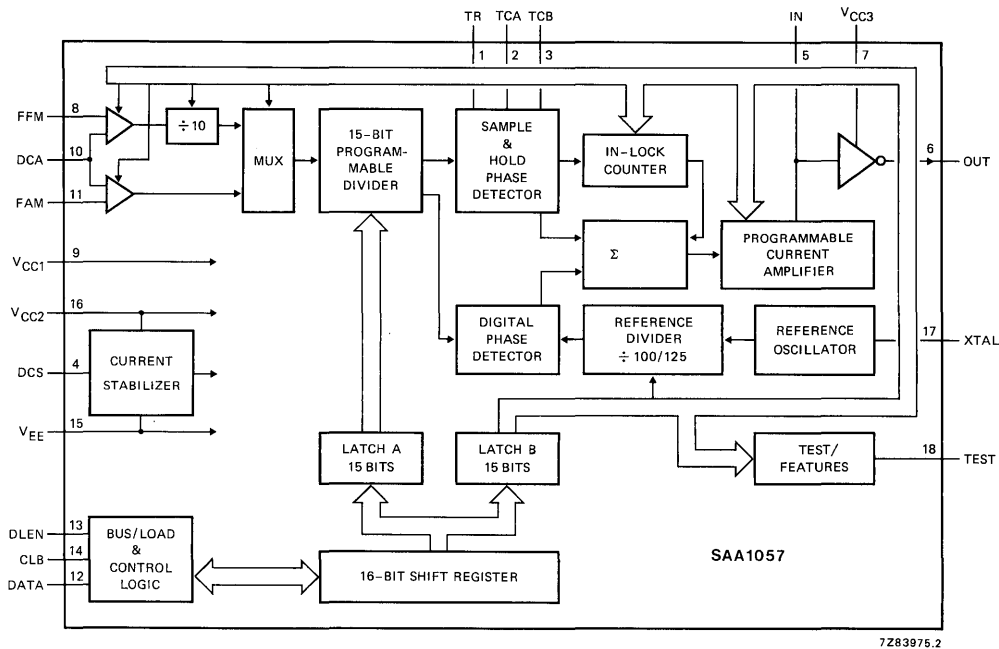 TR TCA TCB IN VCC3
1 2 3 5 7
FFM 8
DCA 10
FAM 11
÷ 10
MUX
15-BIT
PROGRAM-
MABLE
DIVIDER
SAMPLE
&
HOLD
PHASE
DETECTOR
IN-LOCK
COUNTER
6 OUT
Σ
PROGRAMMABLE
CURRENT
AMPLIFIER
VCC1 9
VCC2 16
DCS 4
VEE 15
CURRENT
STABILIZER
DIGITAL
PHASE
DETECTOR
REFERENCE
DIVIDER
÷ 100/125
REFERENCE
OSCILLATOR
17 XTAL
LATCH A
15 BITS
LATCH B
15 BITS
TEST/
FEATURES
18 TEST
DLEN 13
CLB 14
DATA 12
BUS/LOAD
&
CONTROL
LOGIC
16-BIT SHIFT REGISTER
SAA1057
7Z83975.2